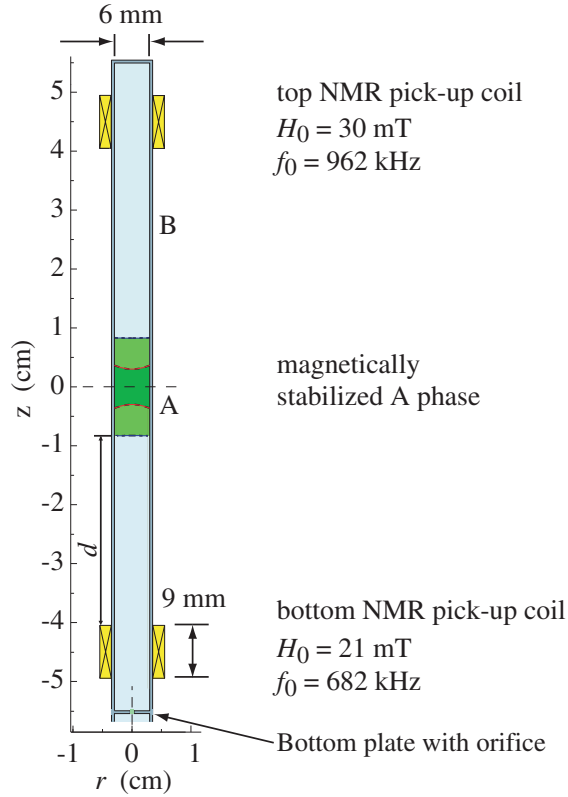 6 mm
5
4
3
2
1
0
-1
-2
-3
-4
-5
z (cm)
B
A
d
9 mm
top NMR pick-up coil
H0 = 30 mT
f0 = 962 kHz
magnetically
stabilized A phase
bottom NMR pick-up coil
H0 = 21 mT
f0 = 682 kHz
Bottom plate with orifice
-1 0 1
r (cm)